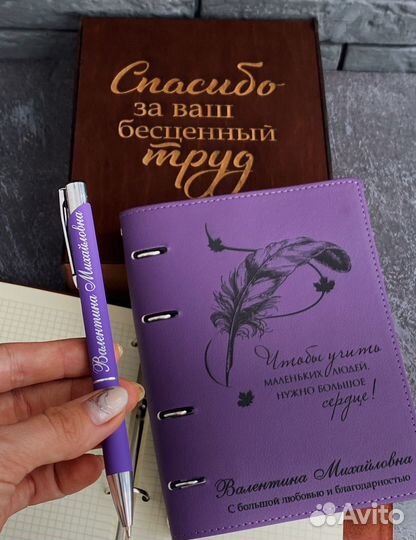 Спасибо
за ваш
бесценный
труд
Валентина Михайловна
Чтобы учить
маленьких людей,
нужно большое
сердце!
Валентина Михайловна
С большой любовью и благодарностью
Avito